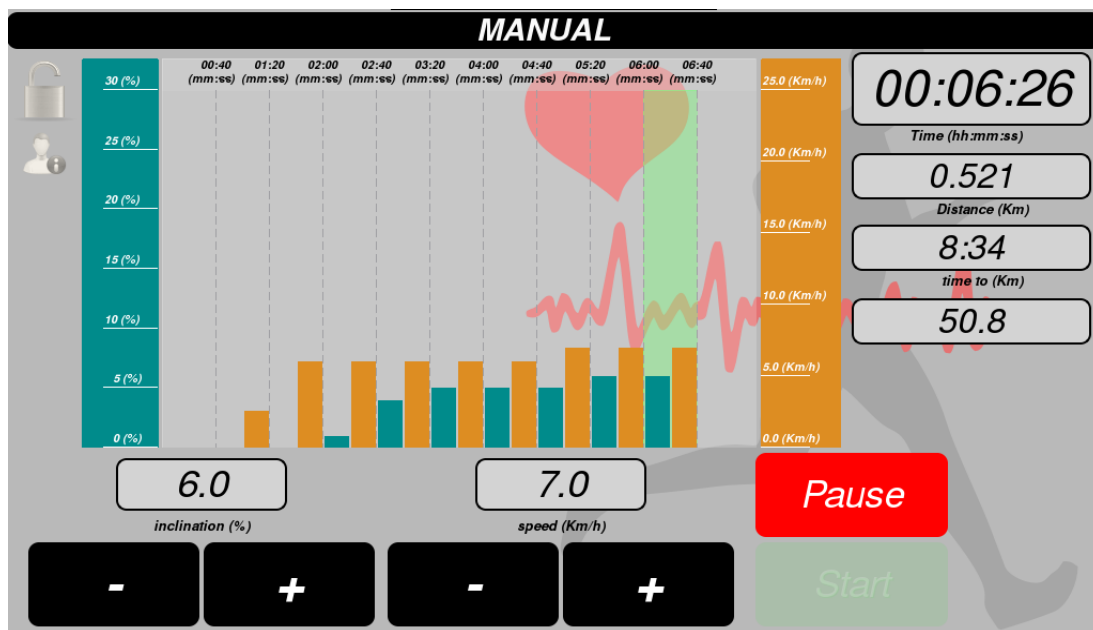 MANUAL
00:40 01:20 02:00 02:40 03:20 04:00 04:40 05:20 06:00 06:40
(mm:ss) (mm:ss) (mm:ss) (mm:ss) (mm:ss) (mm:ss) (mm:ss) (mm:ss) (mm:ss) (mm:ss)
30 (%)
25 (%)
20 (%)
15 (%)
10 (%)
5 (%)
0 (%)
25.0 (Km/h)
20.0 (Km/h)
15.0 (Km/h)
10.0 (Km/h)
5.0 (Km/h)
0.0 (Km/h)
00:06:26
Time (hh:mm:ss)
0.521
Distance (Km)
8:34
time to (Km)
50.8
6.0
inclination (%)
7.0
speed (Km/h)
- +
- +
Pause
Start